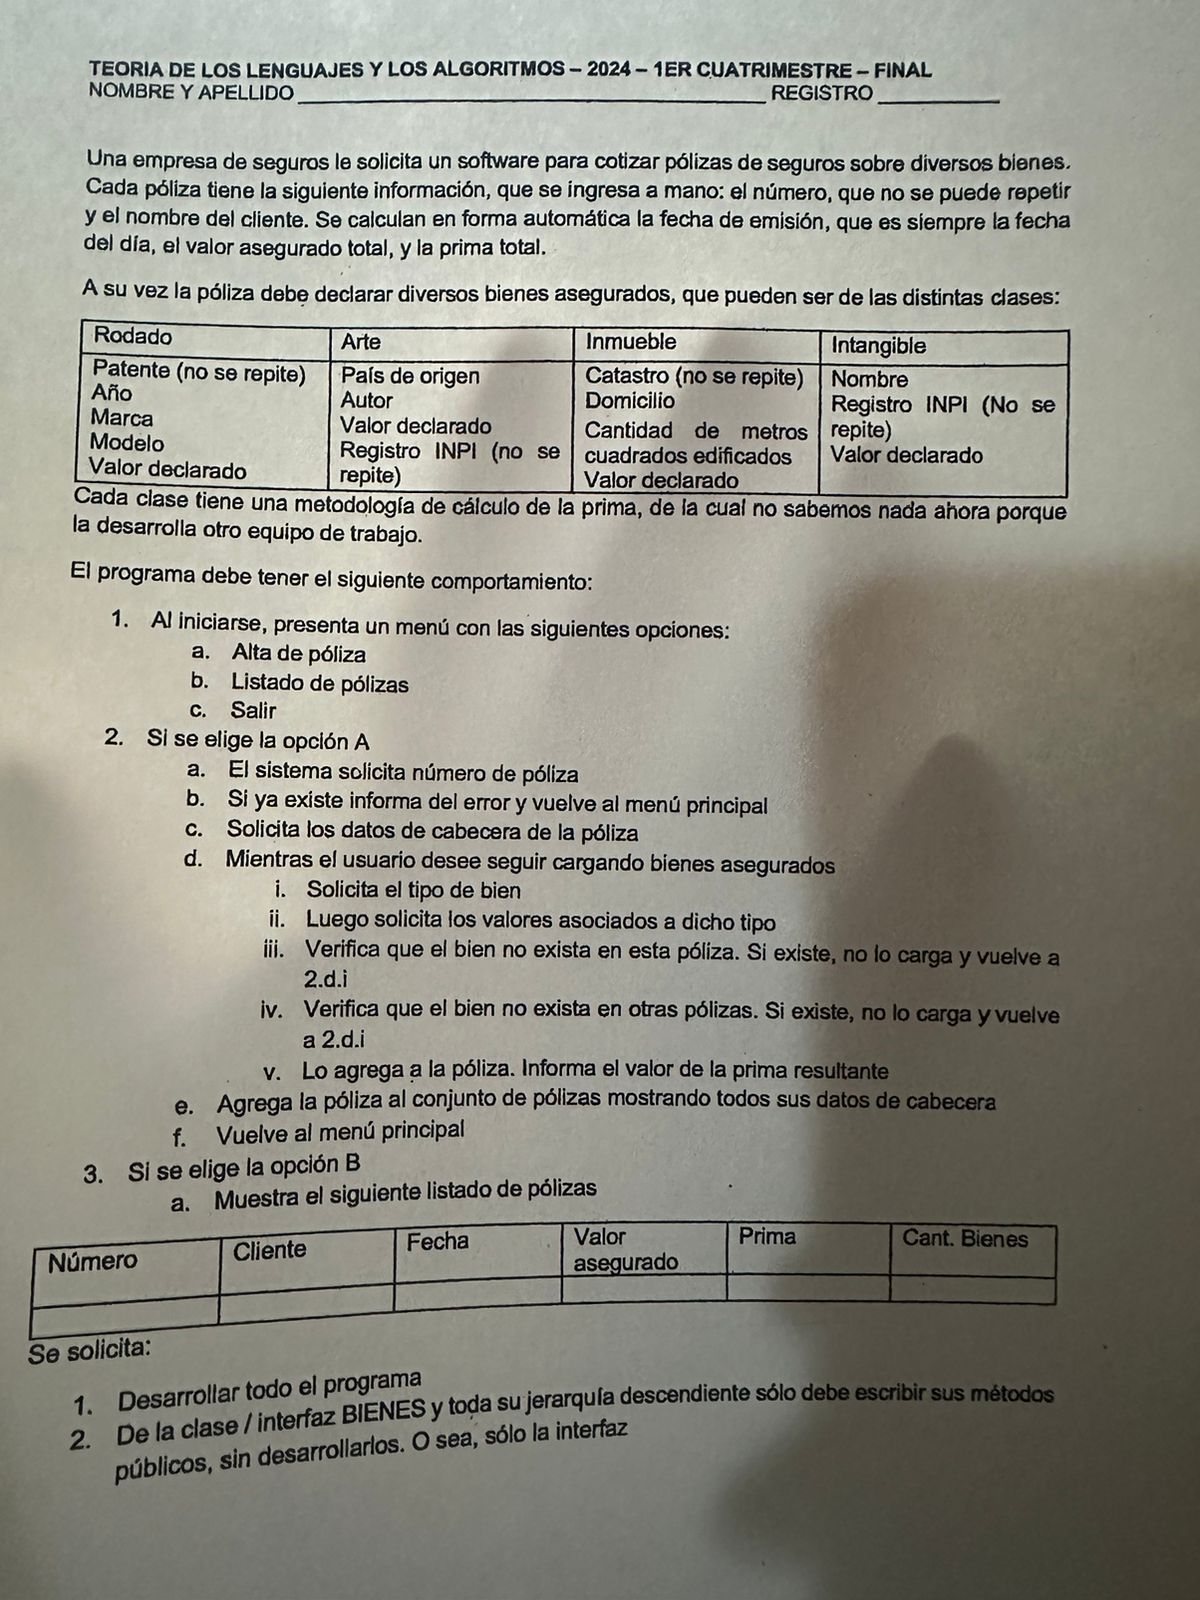 TEORIA DE LOS LENGUAJES Y LOS ALGORITMOS – 2024 – 1ER CUATRIMESTRE – FINAL
NOMBRE Y APELLIDO ____________________ REGISTRO __________
Una empresa de seguros le solicita un software para cotizar pólizas de seguros sobre diversos bienes.
Cada póliza tiene la siguiente información, que se ingresa a mano: el número, que no se puede repetir
y el nombre del cliente. Se calculan en forma automática la fecha de emisión, que es siempre la fecha
del día, el valor asegurado total, y la prima total.
A su vez la póliza debe declarar diversos bienes asegurados, que pueden ser de las distintas clases:
Rodado
Patente (no se repite)
Año
Marca
Modelo
Valor declarado
Arte
País de origen
Autor
Valor declarado
Registro INPI (no se
repite)
Inmueble
Catastro (no se repite)
Domicilio
Cantidad de metros
cuadrados edificados
Valor declarado
Intangible
Nombre
Registro INPI (No se
repite)
Valor declarado
Cada clase tiene una metodología de cálculo de la prima, de la cual no sabemos nada ahora porque
la desarrolla otro equipo de trabajo.
El programa debe tener el siguiente comportamiento:
1. Al iniciarse, presenta un menú con las siguientes opciones:
a. Alta de póliza
b. Listado de pólizas
c. Salir
2. Si se elige la opción A
a. El sistema solicita número de póliza
b. Si ya existe informa del error y vuelve al menú principal
c. Solicita los datos de cabecera de la póliza
d. Mientras el usuario desee seguir cargando bienes asegurados
i. Solicita el tipo de bien
ii. Luego solicita los valores asociados a dicho tipo
iii. Verifica que el bien no exista en esta póliza. Si existe, no lo carga y vuelve a
2.d.i
iv. Verifica que el bien no exista en otras pólizas. Si existe, no lo carga y vuelve
a 2.d.i
v. Lo agrega a la póliza. Informa el valor de la prima resultante
e. Agrega la póliza al conjunto de pólizas mostrando todos sus datos de cabecera
f. Vuelve al menú principal
3. Si se elige la opción B
a. Muestra el siguiente listado de pólizas
Número
Cliente
Fecha
Valor
asegurado
Prima
Cant. Bienes
Se solicita:
1. Desarrollar todo el programa
2. De la clase / interfaz BIENES y toda su jerarquía descendiente sólo debe escribir sus métodos
públicos, sin desarrollarlos. O sea, sólo la interfaz